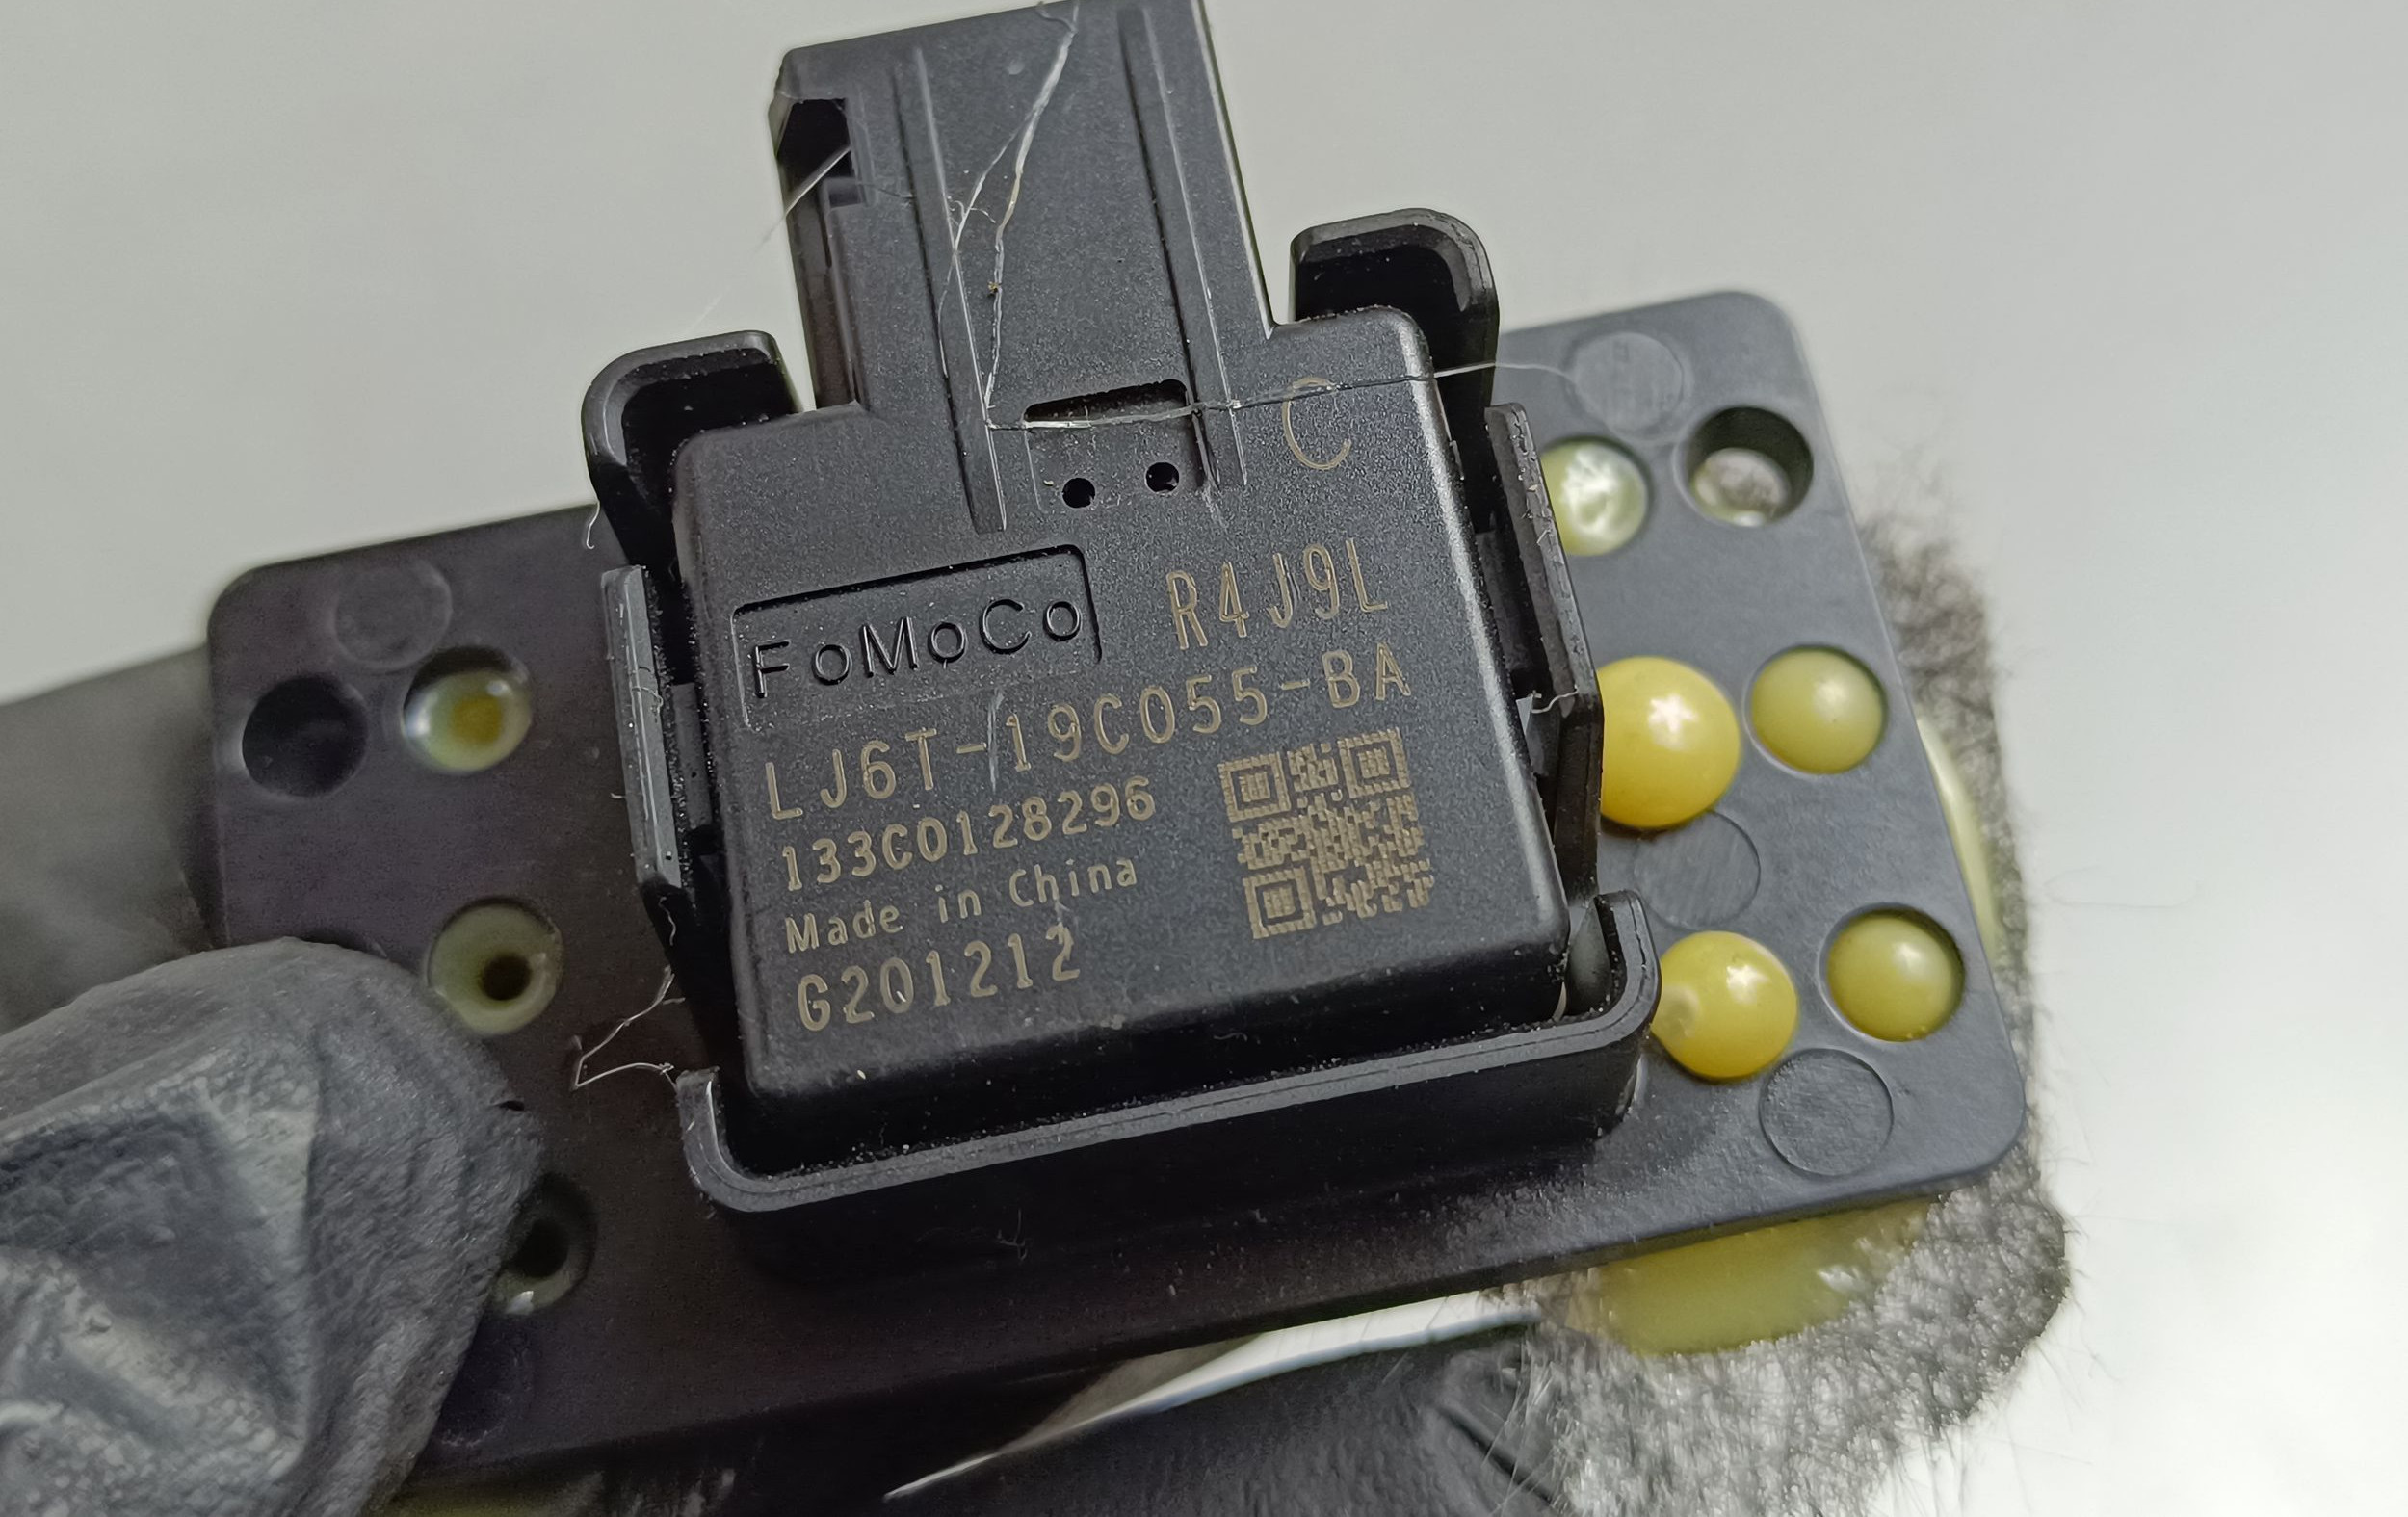 C
FoMoCo R4J9L
LJ6T-19C055-BA
133C0128296
Made in China
G201212